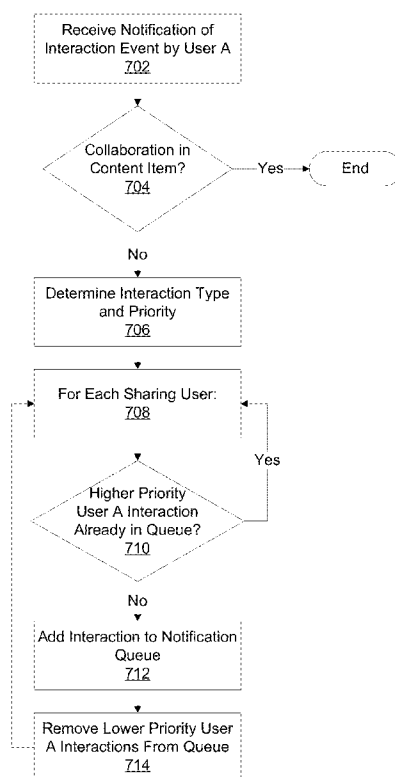 Receive Notification of
Interaction Event by User A
702
Collaboration in
Content Item?
704
Yes
End
No
Determine Interaction Type
and Priority
706
For Each Sharing User:
708
Yes
Higher Priority
User A Interaction
Already in Queue?
710
No
Add Interaction to Notification
Queue
712
Remove Lower Priority User
A Interactions From Queue
714